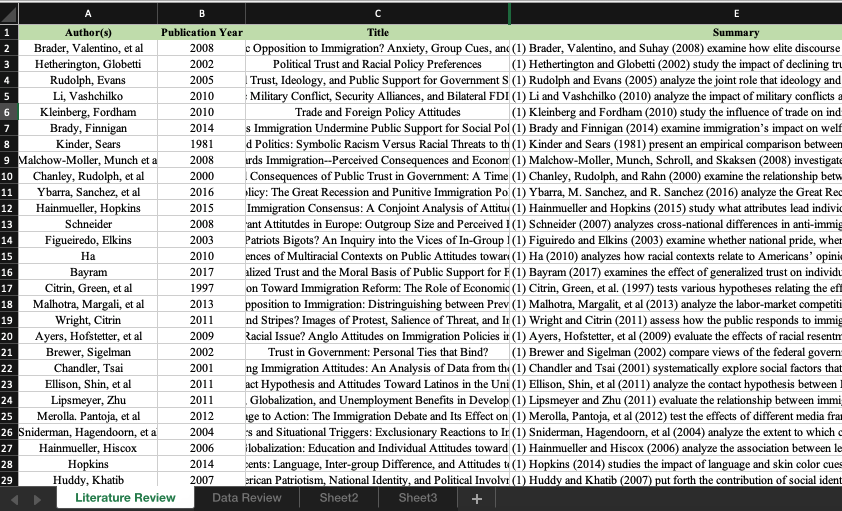 A B C E
1 Author(s) Publication Year Title Summary
2 Brader, Valentino, et al 2008 c Opposition to Immigration? Anxiety, Group Cues, and (1) Brader, Valentino, and Suhay (2008) examine how elite discourse
3 Hetherington, Globetti 2002 Political Trust and Racial Policy Preferences (1) Hethertington and Globetti (2002) study the impact of declining tru
4 Rudolph, Evans 2005 Trust, Ideology, and Public Support for Government S (1) Rudolph and Evans (2005) analyze the joint role that ideology and
5 Li, Vashchilko 2010 : Military Conflict, Security Alliances, and Bilateral FDI (1) Li and Vashchilko (2010) analyze the impact of military conflicts a
6 Kleinberg, Fordham 2010 Trade and Foreign Policy Attitudes (1) Kleinberg and Fordham (2010) study the influence of trade on ind
7 Brady, Finnigan 2014 s Immigration Undermine Public Support for Social Pol (1) Brady and Finnigan (2014) examine immigration's impact on welf
8 Kinder, Sears 1981 d Politics: Symbolic Racism Versus Racial Threats to th (1) Kinder and Sears (1981) present an empirical comparison between
9 Malchow-Moller, Munch et a 2008 rds Immigration--Perceived Consequences and Econom (1) Malchow-Moller, Munch, Schroll, and Skaksen (2008) investigate
10 Chanley, Rudolph, et al 2000 Consequences of Public Trust in Government: A Time (1) Chanley, Rudolph, and Rahn (2000) examine the relationship betw
11 Ybarra, Sanchez, et al 2016 licy: The Great Recession and Punitive Immigration Po (1) Ybarra, M. Sanchez, and R. Sanchez (2016) analyze the Great Rec
12 Hainmueller, Hopkins 2015 Immigration Consensus: A Conjoint Analysis of Attitu (1) Hainmueller and Hopkins (2015) study what attributes lead indivi
13 Schneider 2008 ant Attitutdes in Europe: Outgroup Size and Perceived I (1) Schneider (2007) analyzes cross-national differences in anti-immig
14 Figueiredo, Elkins 2003 Patriots Bigots? An Inquiry into the Vices of In-Group I (1) Figuiredo and Elkins (2003) examine whether national pride, when
15 Ha 2010 ences of Multiracial Contexts on Public Attitudes toward (1) Ha (2010) analyzes how racial contexts relate to Americans' opinio
16 Bayram 2017 alized Trust and the Moral Basis of Public Support for F (1) Bayram (2017) examines the effect of generalized trust on individu
17 Citrin, Green, et al 1997 on Toward Immigration Reform: The Role of Economic (1) Citrin, Green, et al. (1997) tests various hypotheses relating the eff
18 Malhotra, Margali, et al 2013 pposition to Immigration: Distinguishing between Prev (1) Malhotra, Margalit, et al (2013) analyze the labor-market competiti
19 Wright, Citrin 2011 nd Stripes? Images of Protest, Salience of Threat, and Ir (1) Wright and Citrin (2011) assess how the public responds to immig
20 Ayers, Hofstetter, et al 2009 Racial Issue? Anglo Attitudes on Immigration Policies ir (1) Ayers, Hofstetter, et al (2009) evaluate the effects of racial resentm
21 Brewer, Sigelman 2002 Trust in Government: Personal Ties that Bind? (1) Brewer and Sigelman (2002) compare views of the federal govern
22 Chandler, Tsai 2001 ng Immigration Attitudes: An Analysis of Data from the (1) Chandler and Tsai (2001) systematically explore social factors that
23 Ellison, Shin, et al 2011 act Hypothesis and Attitudes Toward Latinos in the Uni (1) Ellison, Shin, et al (2011) analyze the contact hypothesis between l
24 Lipsmeyer, Zhu 2011 , Globalization, and Unemployment Benefits in Develop (1) Lipsmeyer and Zhu (2011) evaluate the relationship between immi
25 Merolla. Pantoja, et al 2012 age to Action: The Immigration Debate and Its Effect on (1) Merolla, Pantoja, et al (2012) test the effects of different media fra
26 Sniderman, Hagendoorn, et a 2004 rs and Situational Triggers: Exclusionary Reactions to Ir (1) Sniderman, Hagendoorn, et al (2004) analyze the extent to which c
27 Hainmueller, Hiscox 2006 lobalization: Education and Individual Attitudes toward (1) Hainmueller and Hiscox (2006) analyze the association between le
28 Hopkins 2014 cents: Language, Inter-group Difference, and Attitudes to (1) Hopkins (2014) studies the impact of language and skin color cues
29 Huddy, Khatib 2007 erican Patriotism, National Identity, and Political Involvr (1) Huddy and Khatib (2007) put forth the contribution of social ident
Literature Review Data Review Sheet2 Sheet3 +